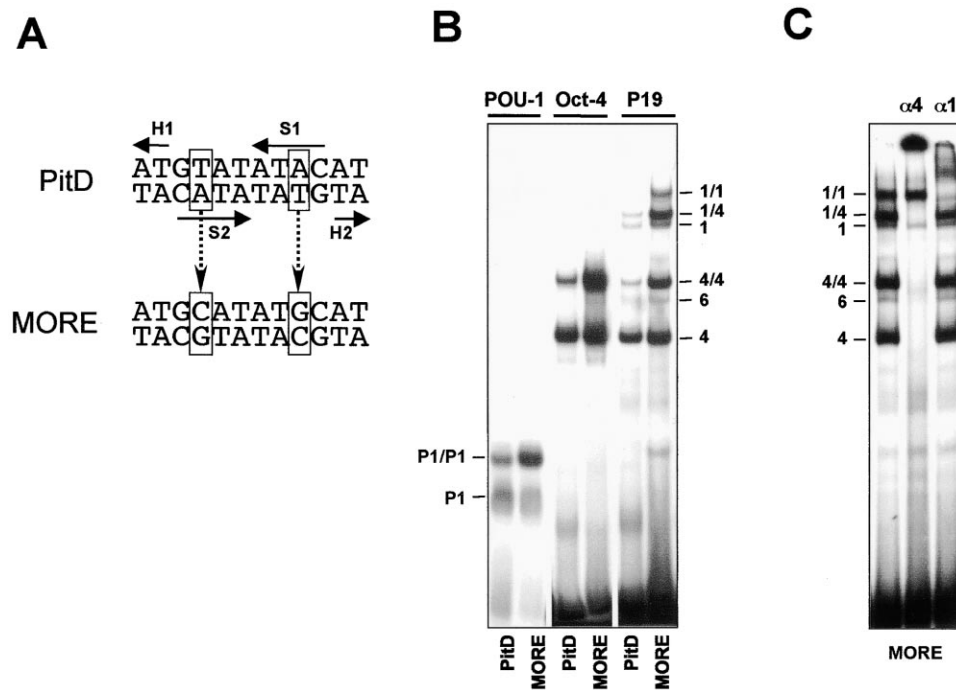 A
H1 S1
PitD
ATGTATATACAT
TACATATATGTA
S2 H2
MORE
ATGCATATGCAT
TACGTATACGTA
B
POU-1 Oct-4 P19
1/1
1/4
1
4/4
6
4
P1/P1
P1
PitD MORE PitD MORE PitD MORE
C
α4 α1
1/1
1/4
1
4/4
6
4
MORE